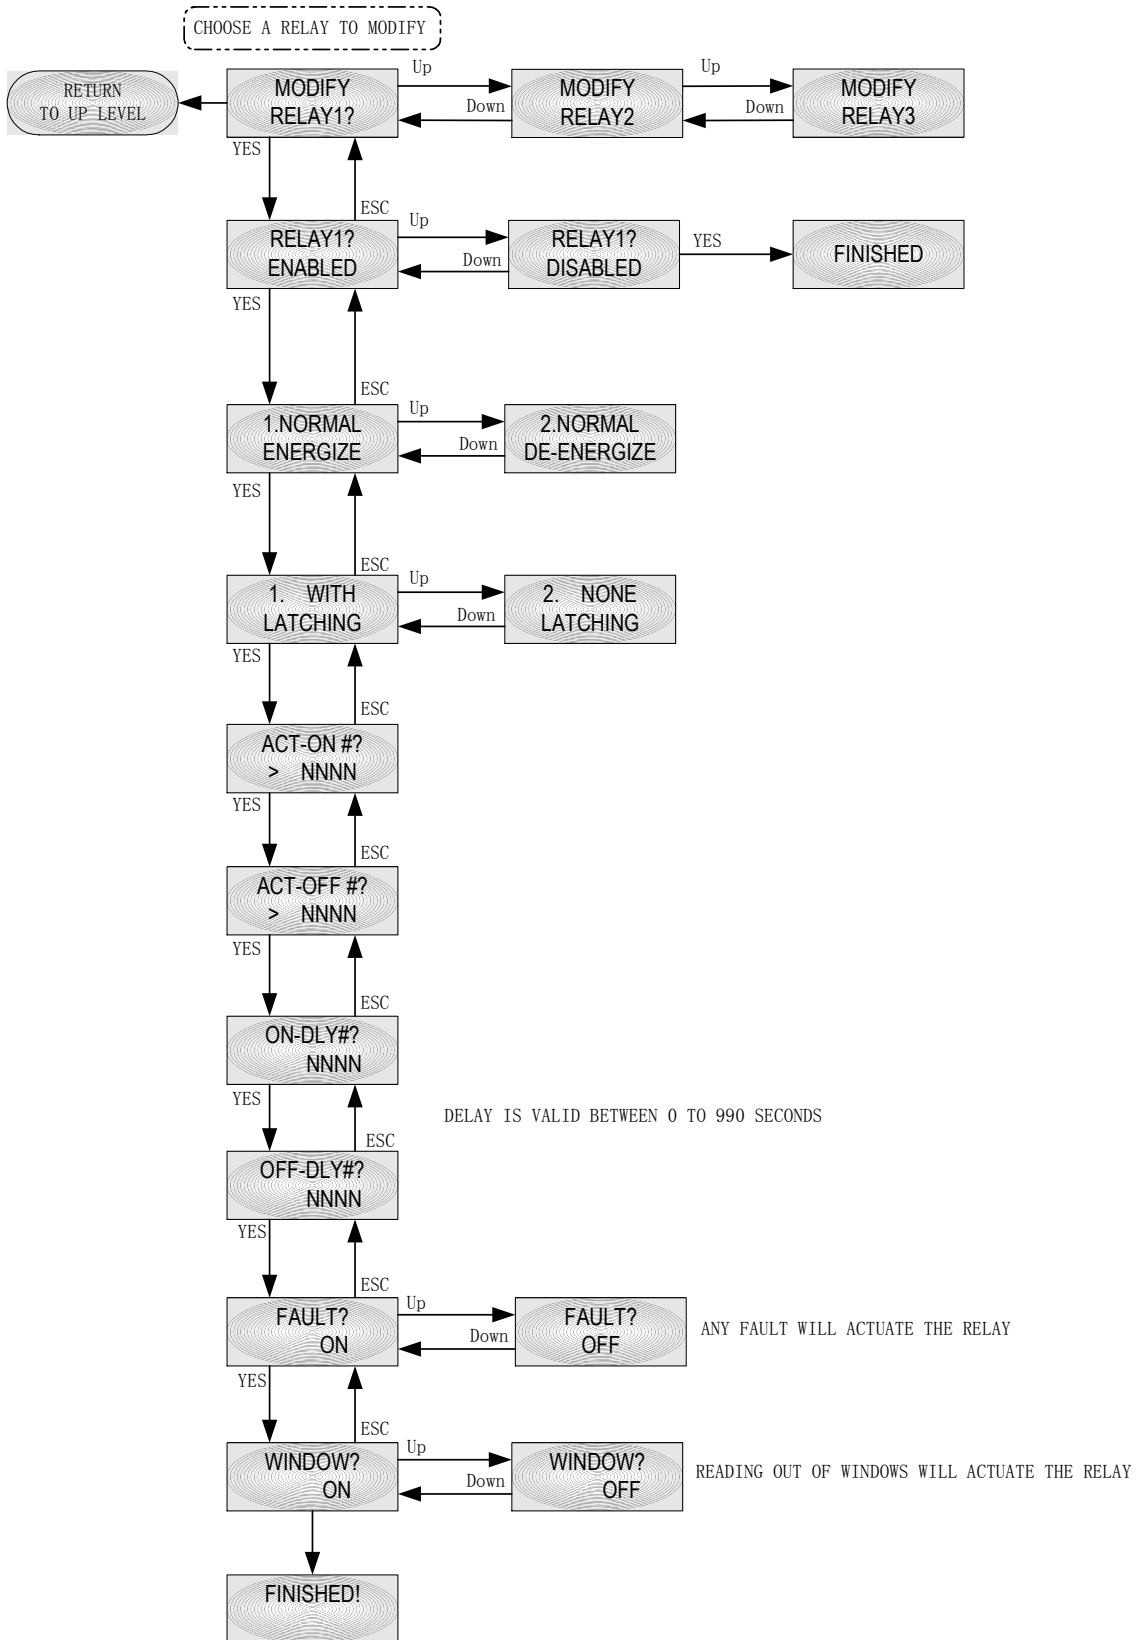 CHOOSE A RELAY TO MODIFY
RETURN
TO UP LEVEL
MODIFY
RELAY1?
Up
Down
MODIFY
RELAY2
Up
Down
MODIFY
RELAY3
YES
ESC
RELAY1?
ENABLED
Up
Down
RELAY1?
DISABLED
YES
FINISHED
YES
ESC
1.NORMAL
ENERGIZE
Up
Down
2.NORMAL
DE-ENERGIZE
YES
ESC
1. WITH
LATCHING
Up
Down
2. NONE
LATCHING
YES
ESC
ACT-ON #?
> NNNN
YES
ESC
ACT-OFF #?
> NNNN
YES
ESC
ON-DLY#?
NNNN
YES
ESC
DELAY IS VALID BETWEEN 0 TO 990 SECONDS
OFF-DLY#?
NNNN
YES
ESC
FAULT?
ON
Up
Down
FAULT?
OFF
ANY FAULT WILL ACTUATE THE RELAY
YES
ESC
WINDOW?
ON
Up
Down
WINDOW?
OFF
READING OUT OF WINDOWS WILL ACTUATE THE RELAY
FINISHED!